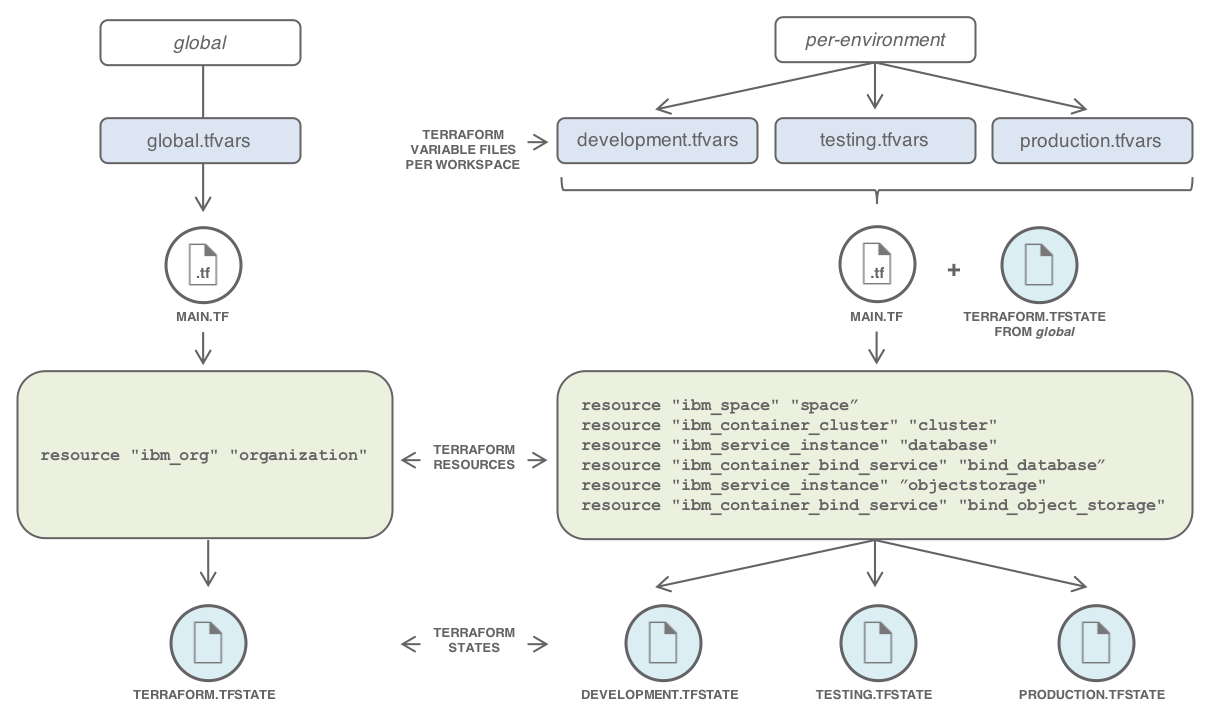 global
per-environment
global.tfvars
TERRAFORM
VARIABLE FILES
PER WORKSPACE
development.tfvars
testing.tfvars
production.tfvars
.tf
MAIN.TF
.tf
MAIN.TF
+
TERRAFORM.TFSTATE
FROM global
resource "ibm_org" "organization"
TERRAFORM
RESOURCES
resource "ibm_space" "space″
resource "ibm_container_cluster" "cluster"
resource "ibm_service_instance" "database"
resource "ibm_container_bind_service" "bind_database″
resource "ibm_service_instance" ″objectstorage"
resource "ibm_container_bind_service" "bind_object_storage"
TERRAFORM
STATES
TERRAFORM.TFSTATE
DEVELOPMENT.TFSTATE
TESTING.TFSTATE
PRODUCTION.TFSTATE